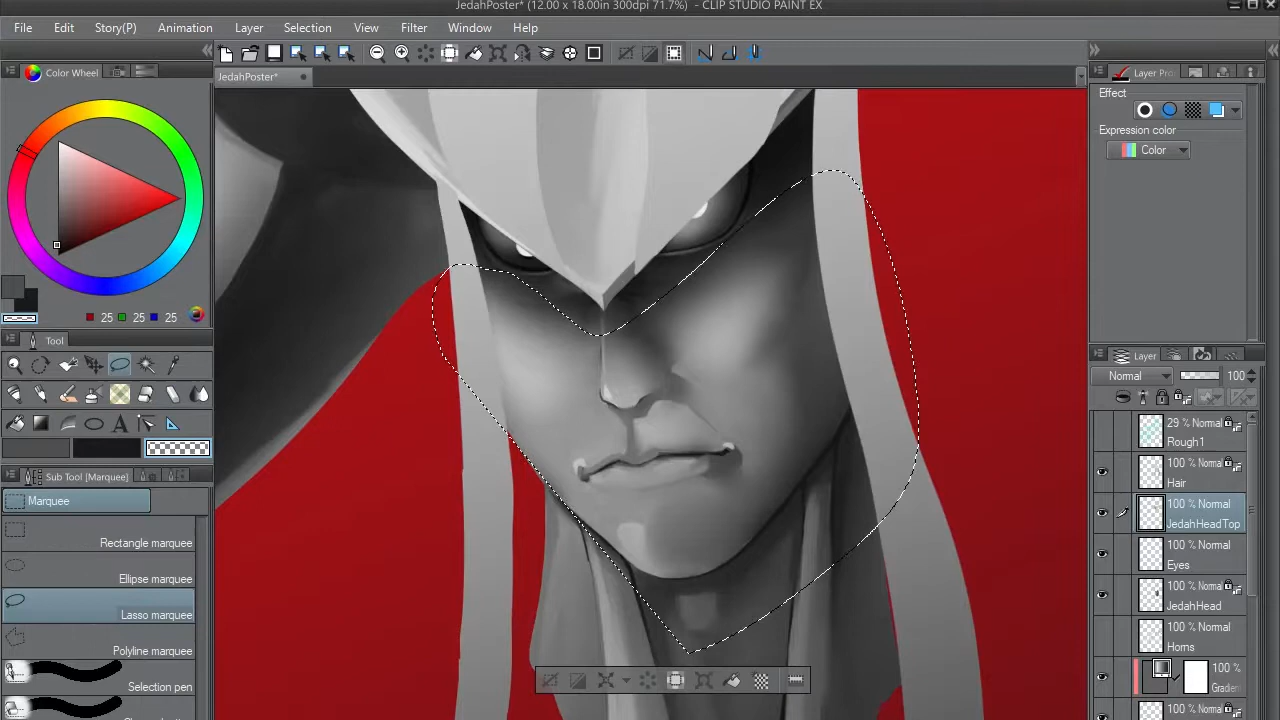 JedahPoster* (12.00 x 18.00in 300dpi 71.7%) - CLIP STUDIO PAINT EX
File Edit Story(P) Animation Layer Selection View Filter Window Help
Color Wheel
JedahPoster*
Layer Pro
Effect
Expression color
Color
25 25 25
Tool
Layer
Normal 100
29 % Normal
Rough1
100 % Normal
Hair
Sub Tool [Marquee]
Marquee
100 % Normal
JedahHeadTop
Rectangle marquee
100 % Normal
Eyes
Ellipse marquee
100 % Normal
JedahHead
Lasso marquee
100 % Normal
Horns
Polyline marquee
100 %
Gradien
Selection pen
100 % Normal